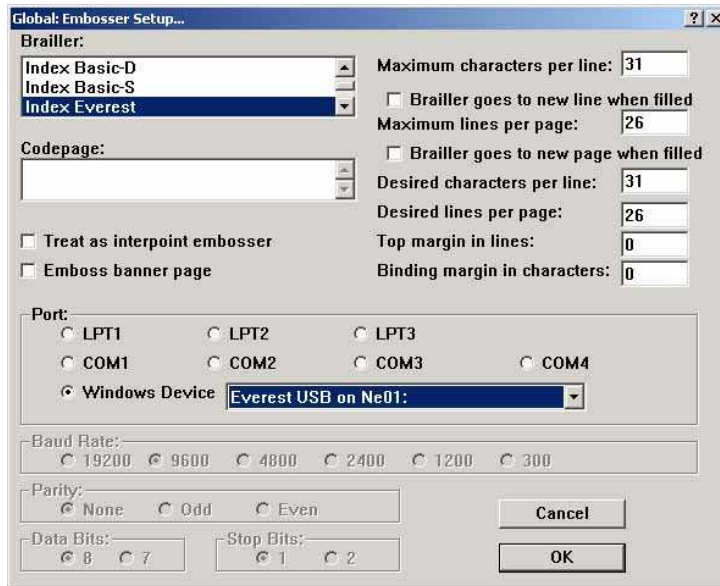 Global: Embosser Setup...
Brailler:
Index Basic-D
Index Basic-S
Index Everest
Codepage:
Treat as interpoint embosser
Emboss banner page
Maximum characters per line: 31
Brailler goes to new line when filled
Maximum lines per page: 26
Brailler goes to new page when filled
Desired characters per line: 31
Desired lines per page: 26
Top margin in lines: 0
Binding margin in characters: 0
Port:
LPT1 LPT2 LPT3
COM1 COM2 COM3 COM4
Windows Device Everest USB on Ne01:
Baud Rate:
19200 9600 4800 2400 1200 300
Parity:
None Odd Even
Data Bits:
8 7
Stop Bits:
1 2
Cancel
OK